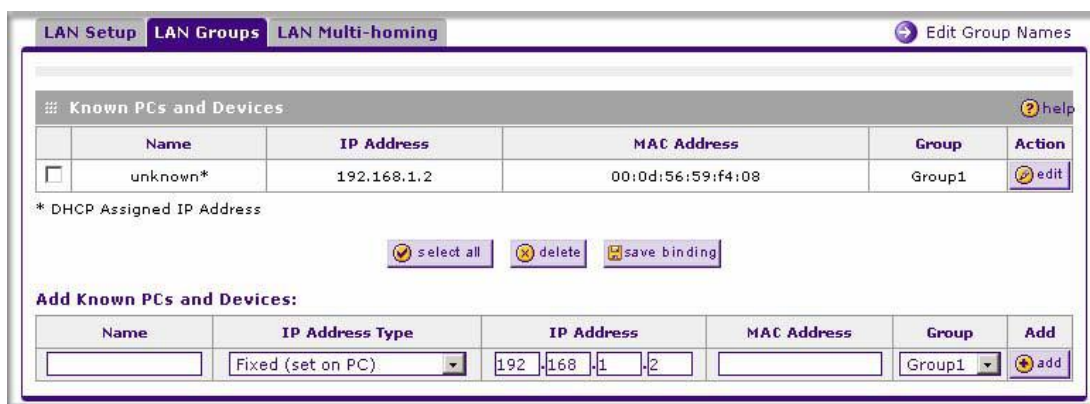 LAN Setup LAN Groups LAN Multi-homing Edit Group Names
Known PCs and Devices help
Name IP Address MAC Address Group Action
unknown* 192.168.1.2 00:0d:56:59:f4:08 Group1 edit
* DHCP Assigned IP Address
select all delete save binding
Add Known PCs and Devices:
Name IP Address Type IP Address MAC Address Group Add
Fixed (set on PC) 192 .168 .1 .2 Group1 add